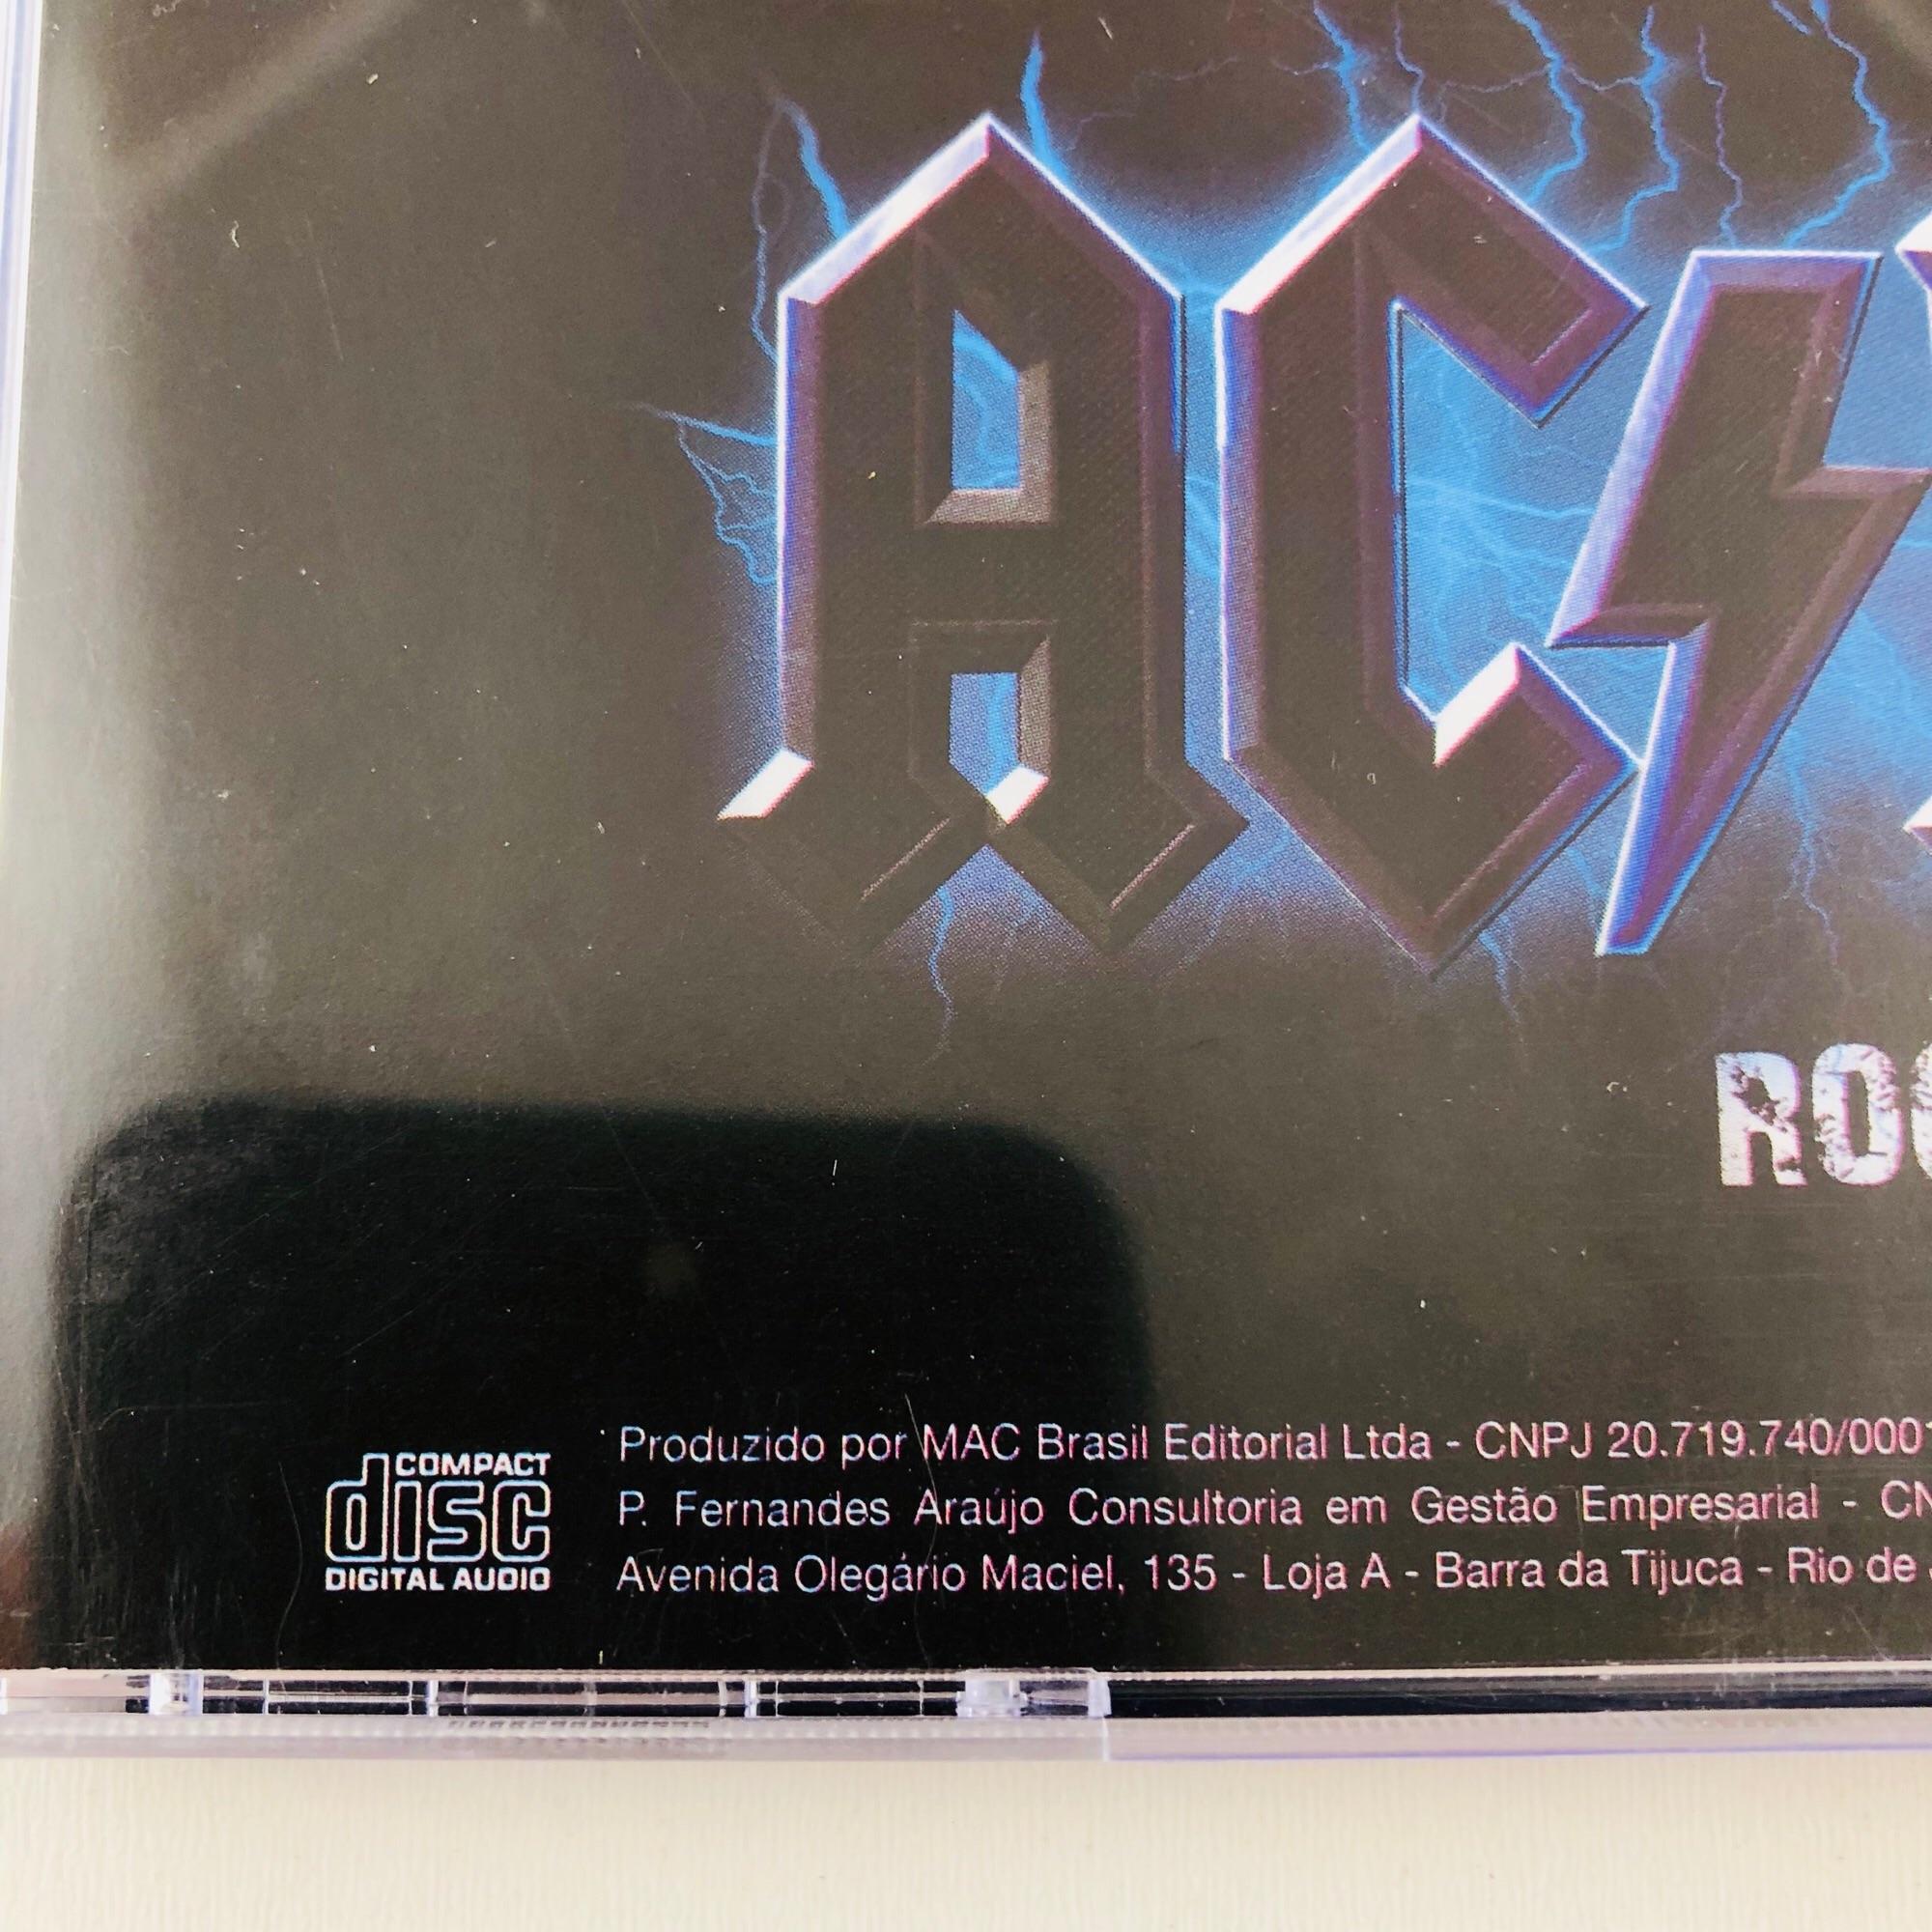 AC
COMPACT
disc
DIGITAL AUDIO
Produzido por MAC Brasil Editorial Ltda - CNPJ 20.719.740/0001
P. Fernandes Araújo Consultoria em Gestão Empresarial - CN
Avenida Olegário Maciel, 135 - Loja A - Barra da Tijuca - Rio de